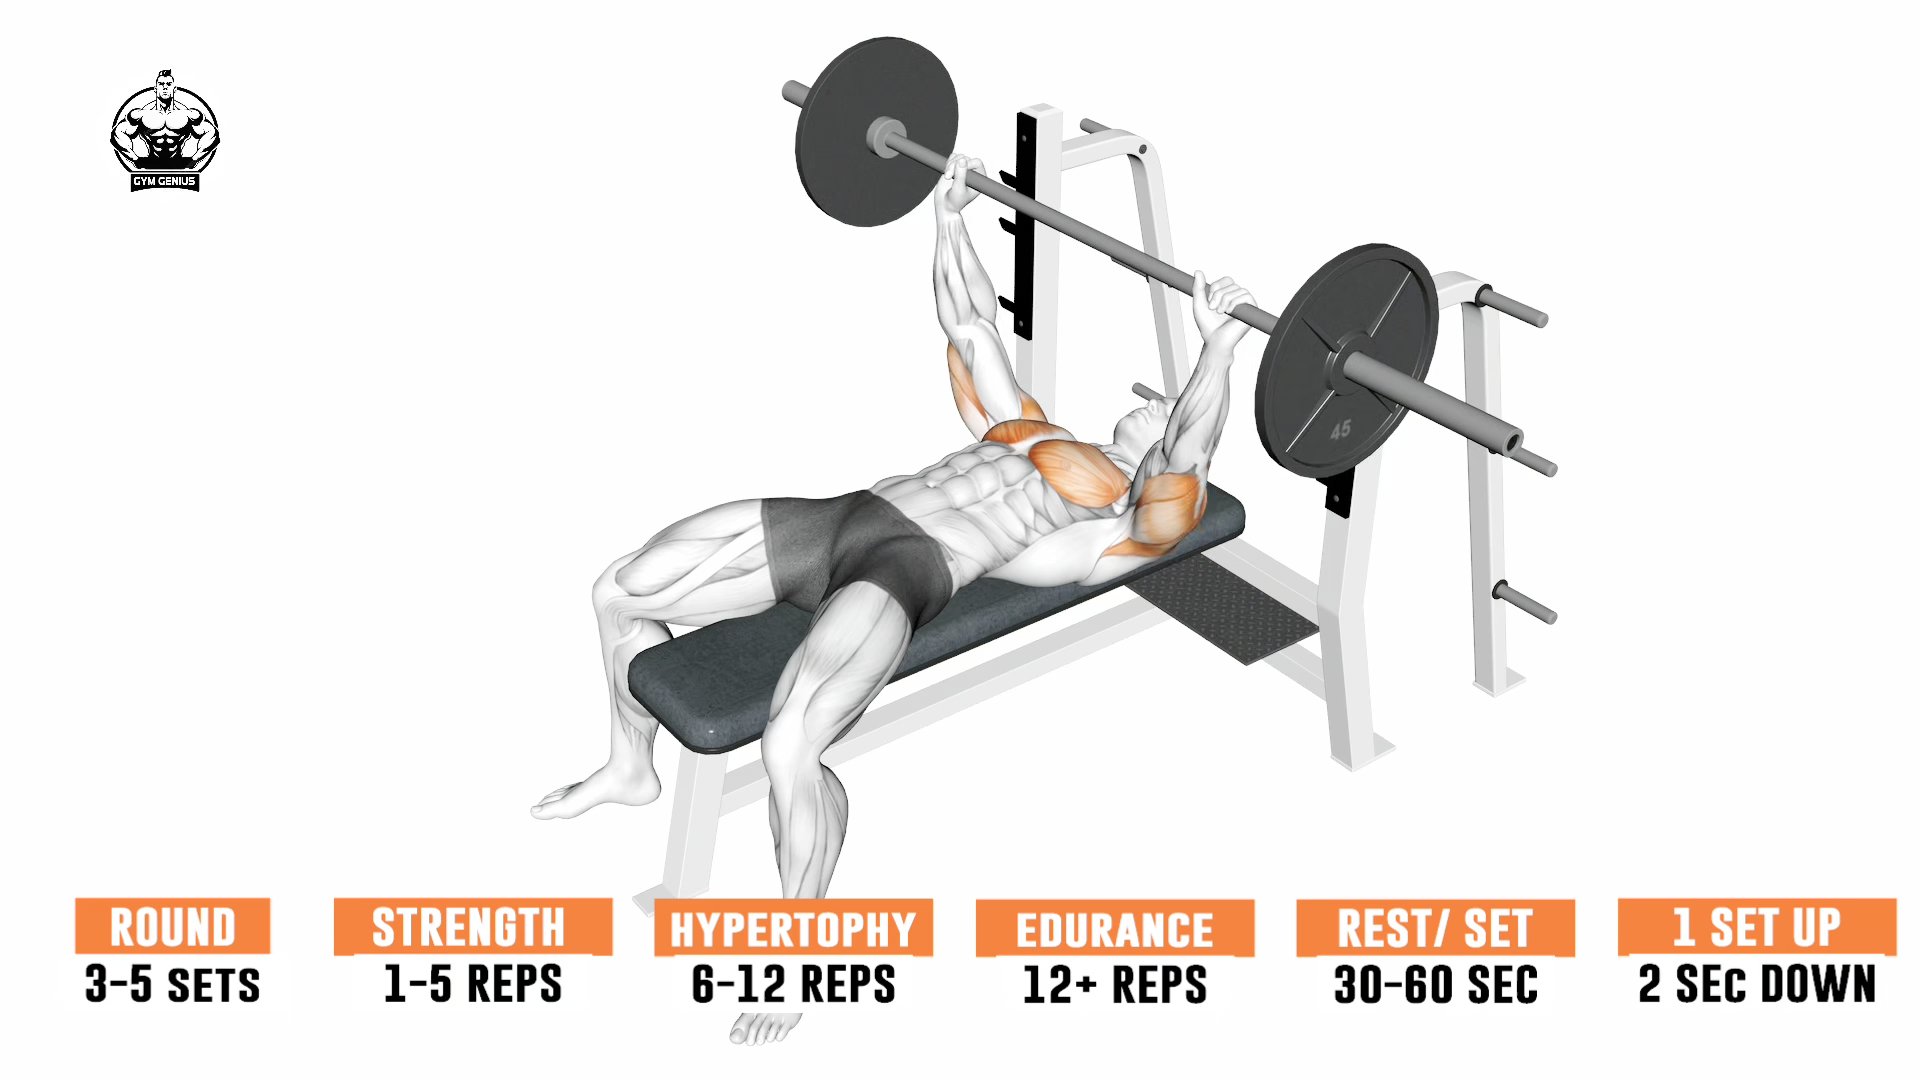 GYM GENIUS
45
ROUND
3-5 SETS
STRENGTH
1-5 REPS
HYPERTOPHY
6-12 REPS
EDURANCE
12+ REPS
REST/ SET
30-60 SEC
1 SET UP
2 SEc DOWN